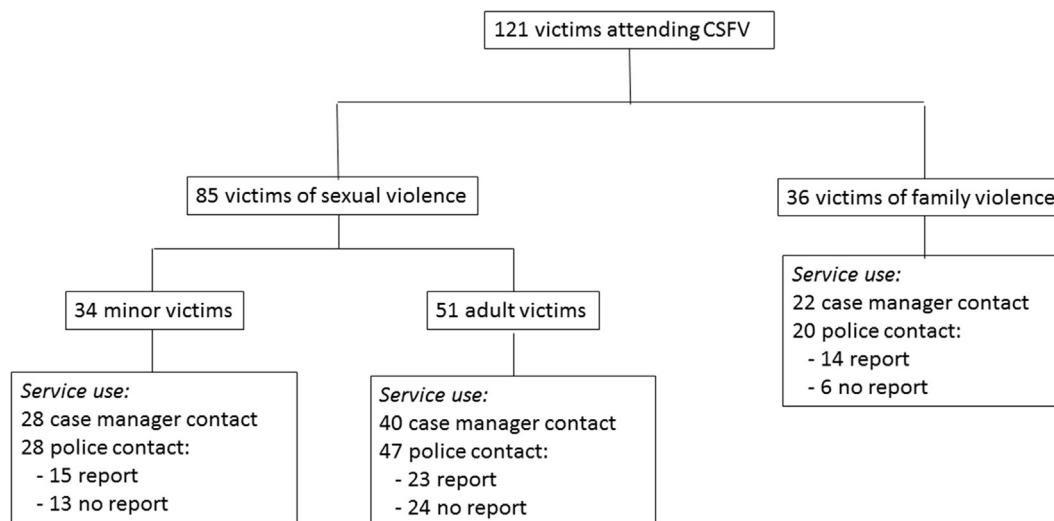 121 victims attending CSFV
85 victims of sexual violence
36 victims of family violence
34 minor victims
51 adult victims
Service use:
28 case manager contact
28 police contact:
- 15 report
- 13 no report
Service use:
40 case manager contact
47 police contact:
- 23 report
- 24 no report
Service use:
22 case manager contact
20 police contact:
- 14 report
- 6 no report